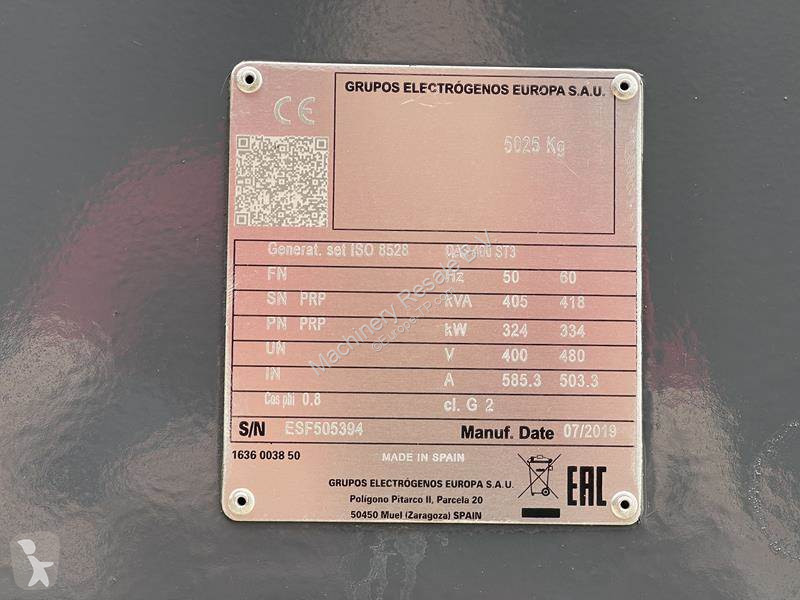 CE
GRUPOS ELECTRÓGENOS EUROPA S.A.U.
5025 Kg
Generat. set ISO 8528 ST3
FN Hz 50 60
SN PRP kVA 405 418
PN PRP kW 324 334
UN V 400 480
IN A 585.3 503.3
Cos phi 0.8 cl. G 2
S/N ESF505394 Manuf. Date 07/2019
1636 0038 50 MADE IN SPAIN
GRUPOS ELECTRÓGENOS EUROPA S.A.U.
Polígono Pitarco II, Parcela 20
50450 Muel (Zaragoza) SPAIN
EAC
Machinery Resale B.V.